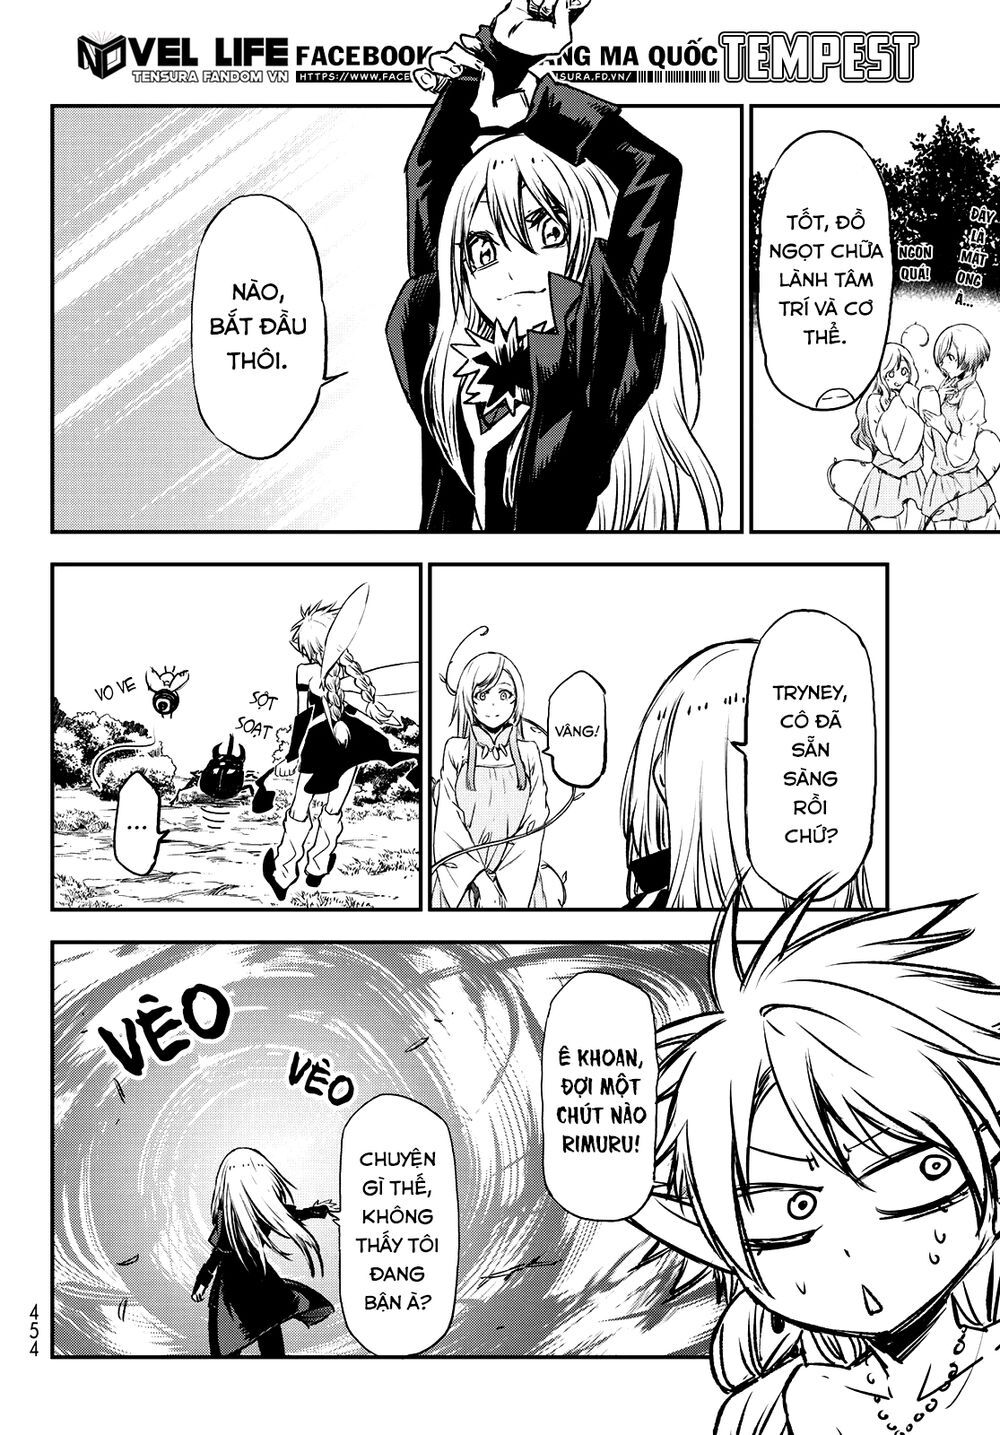 NOVEL LIFE
TENSURA FANDOM VN
FACEBOOK
ANG MA QUỐC
HTTPS://WWW.FACE
ENSURA.FD.VN/
TEMPEST
TỐT, ĐỒ
NGỌT CHỮA
LÀNH TÂM
TRÍ VÀ CƠ
THỂ.
ĐÂY
LÀ
MẬT
ONG
À...
NGON
QUÁ!
NÀO,
BẮT ĐẦU
THÔI.
TRYNEY,
CÔ ĐÃ
SẴN
SÀNG
RỒI
CHỨ?
VÂNG!
VO VE
SỘT
SOẠT
...
Ê KHOAN,
ĐỢI MỘT
CHÚT NÀO
RIMURU!
VÈO
VÈO
CHUYỆN
GÌ THẾ,
KHÔNG
THẤY TÔI
ĐANG
BẬN À?
454